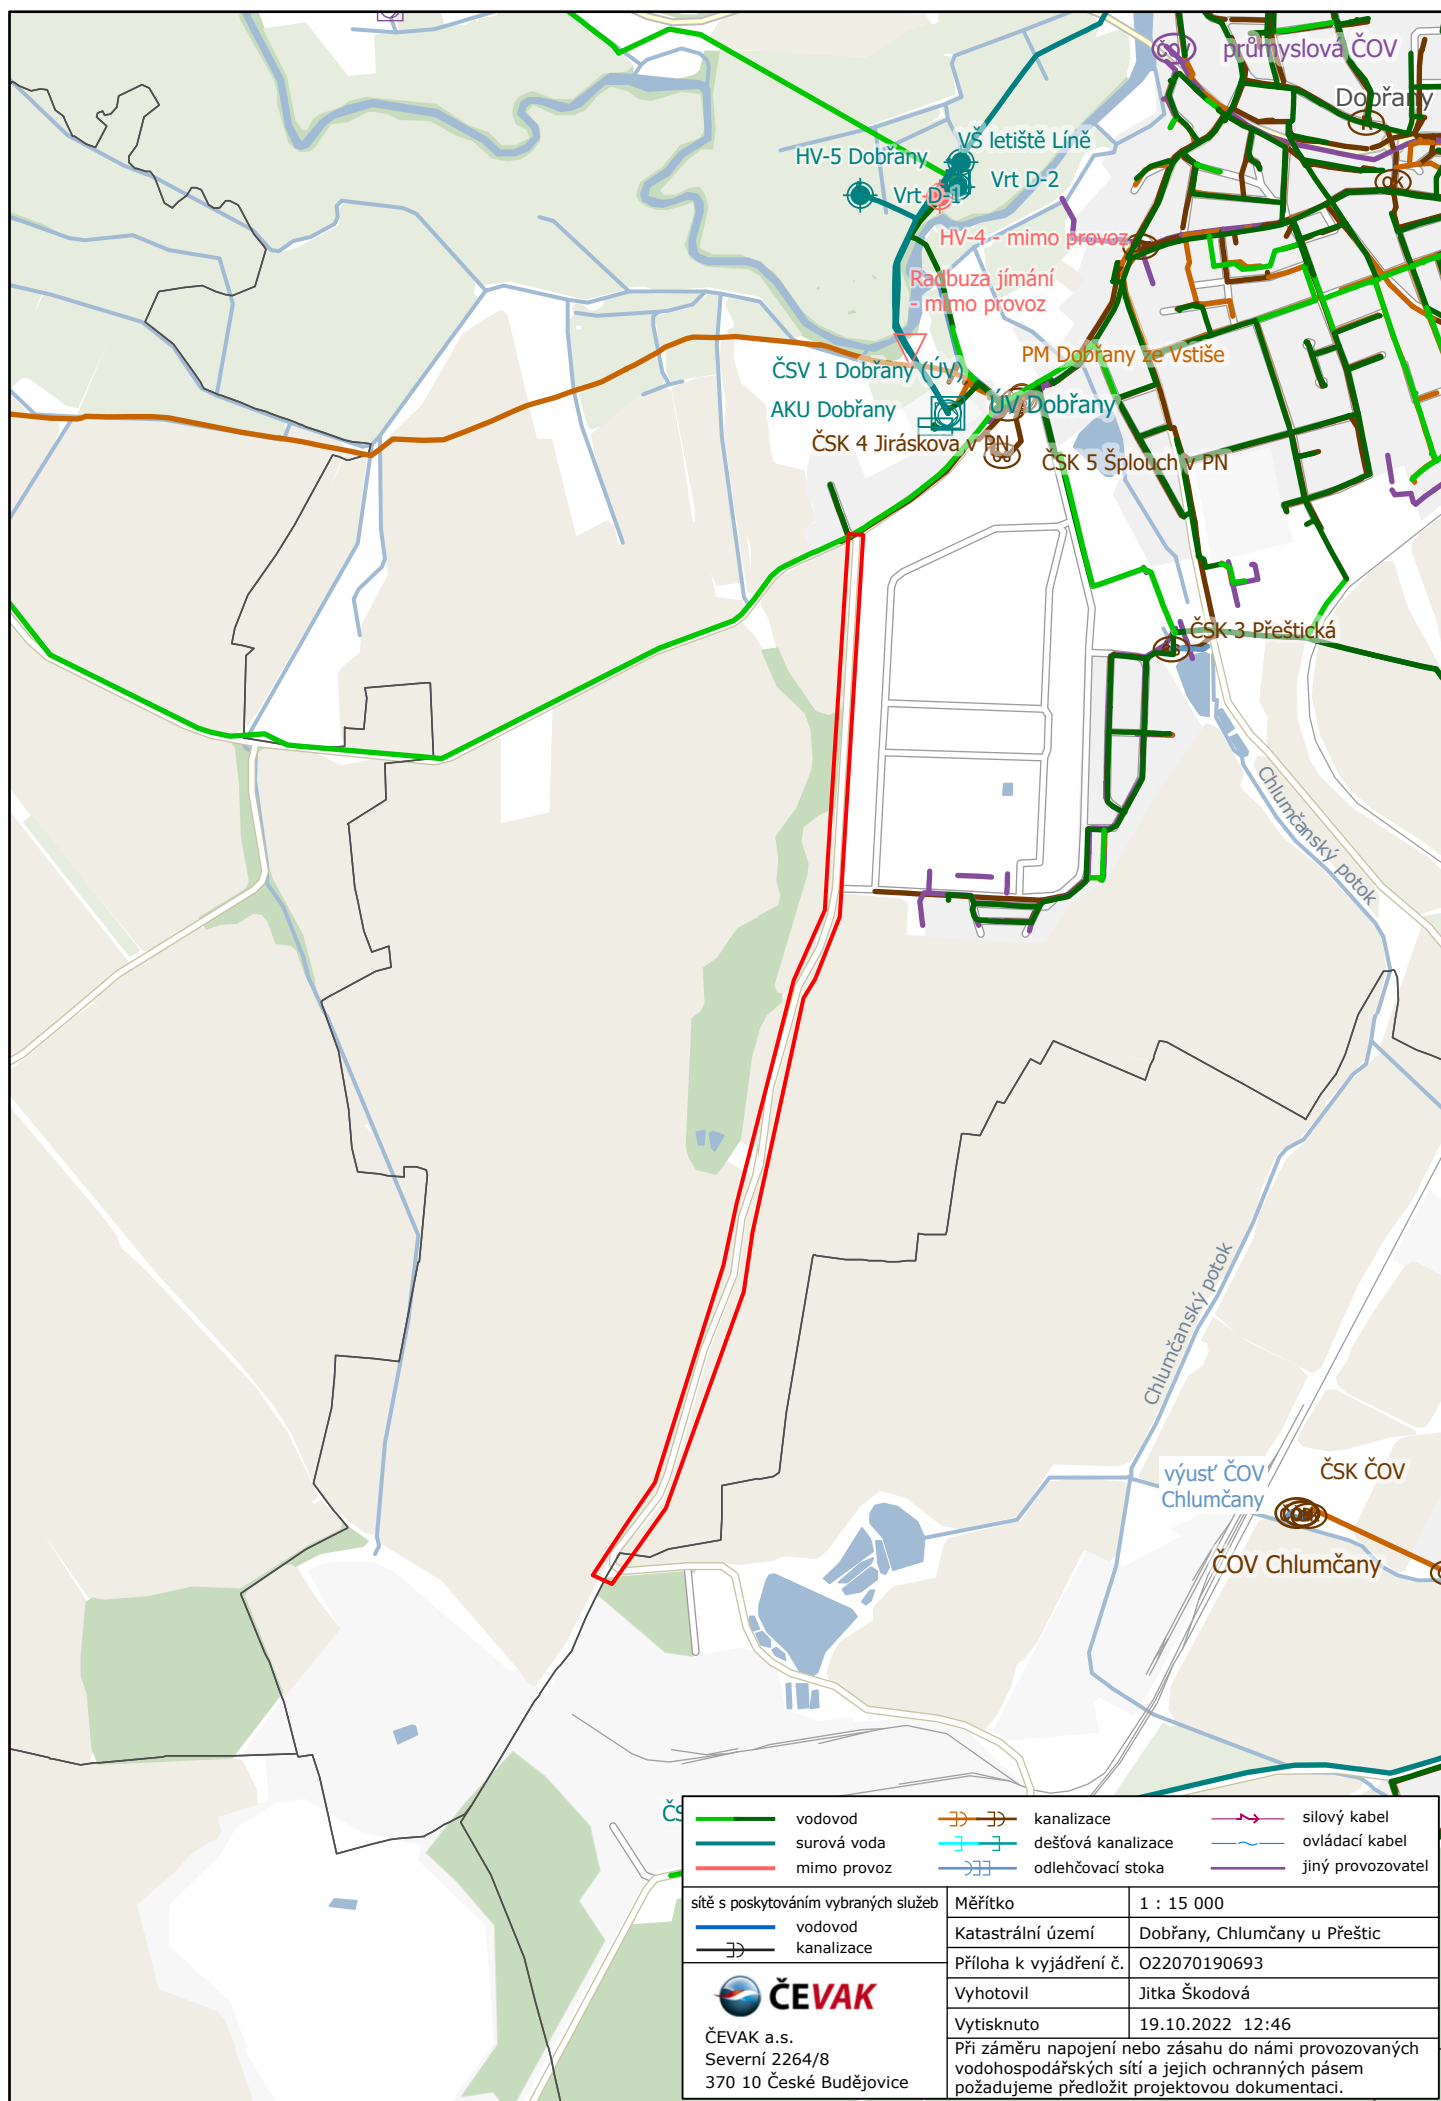 ČOV
průmyslová ČOV
Dobřany
VŠ letiště Líně
HV-5 Dobřany
Vrt D-2
Vrt D-1
OK
HV-4 - mimo provoz
Radbuza jímání
- mimo provoz
PM Dobřany ze Vstiše
ČSV 1 Dobřany (ÚV)
AKU Dobřany
ÚV Dobřany
ČSK 4 Jiráskova v PN
ČSK 5 Šplouch v PN
ČSK 3 Přeštická
Chlumčanský potok
Chlumčanský potok
výusť ČOV
Chlumčany
ČSK ČOV
ČOV Chlumčany
vodovod
surová voda
mimo provoz
kanalizace
dešťová kanalizace
odlehčovací stoka
silový kabel
ovládací kabel
jiný provozovatel
sítě s poskytováním vybraných služeb
vodovod
kanalizace
Měřítko 1 : 15 000
Katastrální území Dobřany, Chlumčany u Přeštic
Příloha k vyjádření č. O22070190693
Vyhotovil Jitka Škodová
Vytisknuto 19.10.2022 12:46
ČEVAK
ČEVAK a.s.
Severní 2264/8
370 10 České Budějovice
Při záměru napojení nebo zásahu do námi provozovaných
vodohospodářských sítí a jejich ochranných pásem
požadujeme předložit projektovou dokumentaci.